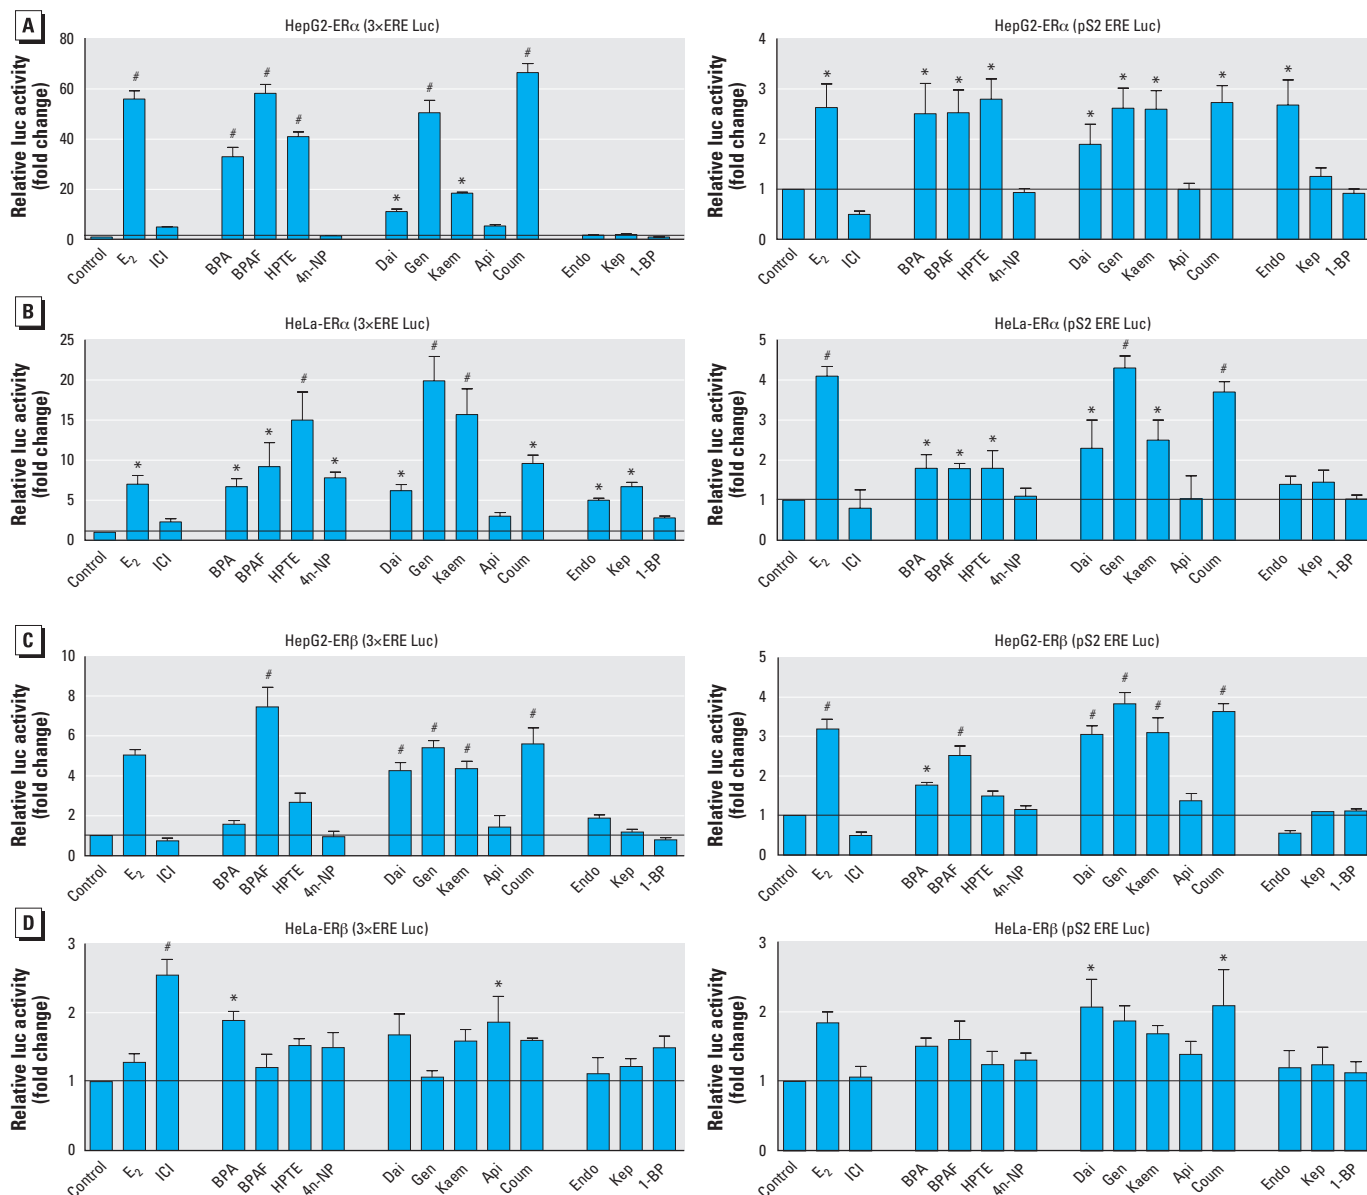 A
HepG2-ERα (3×ERE Luc)
Relative luc activity
(fold change)
80
60
40
20
0
# # # # # # * *
Control E₂ ICI BPA BPAF HPTE 4n-NP Dai Gen Kaem Api Coum Endo Kep 1-BP
HepG2-ERα (pS2 ERE Luc)
Relative luc activity
(fold change)
4
3
2
1
0
* * * * * * * * *
Control E₂ ICI BPA BPAF HPTE 4n-NP Dai Gen Kaem Api Coum Endo Kep 1-BP
B
HeLa-ERα (3×ERE Luc)
Relative luc activity
(fold change)
25
20
15
10
5
0
* * * # * * # # * * *
Control E₂ ICI BPA BPAF HPTE 4n-NP Dai Gen Kaem Api Coum Endo Kep 1-BP
HeLa-ERα (pS2 ERE Luc)
Relative luc activity
(fold change)
5
4
3
2
1
0
# * * * * # * #
Control E₂ ICI BPA BPAF HPTE 4n-NP Dai Gen Kaem Api Coum Endo Kep 1-BP
C
HepG2-ERβ (3×ERE Luc)
Relative luc activity
(fold change)
10
8
6
4
2
0
# # # # #
Control E₂ ICI BPA BPAF HPTE 4n-NP Dai Gen Kaem Api Coum Endo Kep 1-BP
HepG2-ERβ (pS2 ERE Luc)
Relative luc activity
(fold change)
5
4
3
2
1
0
# * # # # # #
Control E₂ ICI BPA BPAF HPTE 4n-NP Dai Gen Kaem Api Coum Endo Kep 1-BP
D
HeLa-ERβ (3×ERE Luc)
Relative luc activity
(fold change)
3
2
1
0
# * *
Control E₂ ICI BPA BPAF HPTE 4n-NP Dai Gen Kaem Api Coum Endo Kep 1-BP
HeLa-ERβ (pS2 ERE Luc)
Relative luc activity
(fold change)
3
2
1
0
* *
Control E₂ ICI BPA BPAF HPTE 4n-NP Dai Gen Kaem Api Coum Endo Kep 1-BP